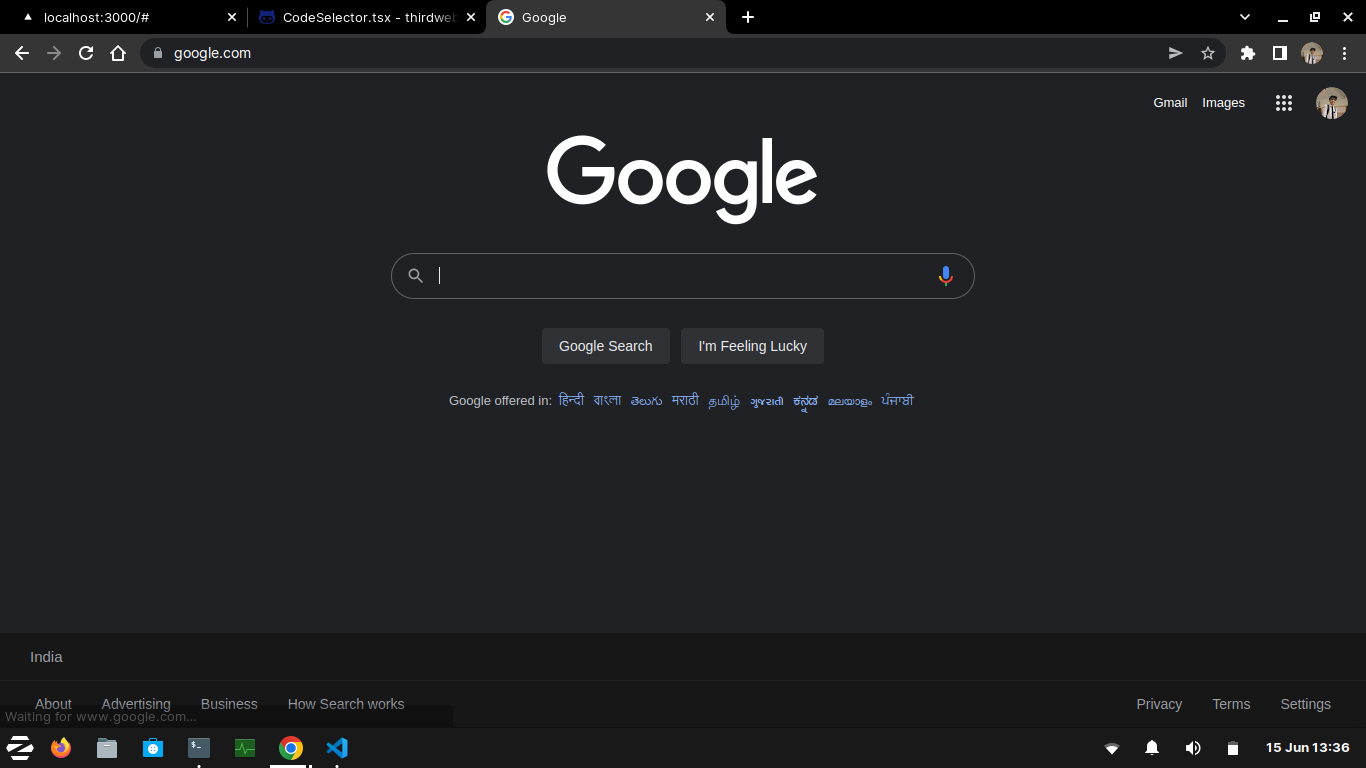 localhost:3000/#
CodeSelector.tsx - thirdweb
Google
google.com
Gmail Images
Google
Google Search I'm Feeling Lucky
Google offered in: हिन्दी বাংলা తెలుగు मराठी தமிழ் ગુજરાતી ಕನ್ನಡ മലയാളം ਪੰਜਾਬੀ
India
About Advertising Business How Search works Privacy Terms Settings
Waiting for www.google.com...
15 Jun 13:36